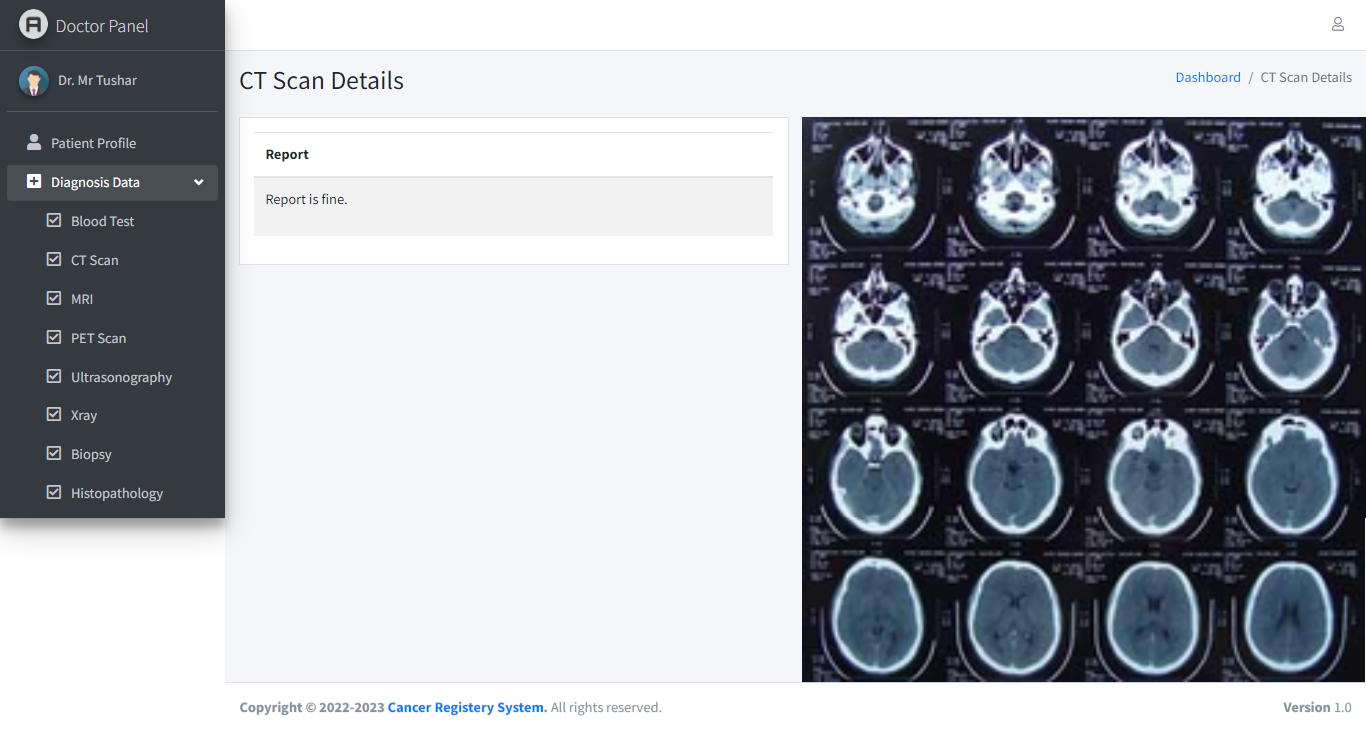 Doctor Panel
Dr. Mr Tushar
Patient Profile
Diagnosis Data
Blood Test
CT Scan
MRI
PET Scan
Ultrasonography
Xray
Biopsy
Histopathology
CT Scan Details
Dashboard / CT Scan Details
Report
Report is fine.
Copyright © 2022-2023 Cancer Registery System. All rights reserved.
Version 1.0